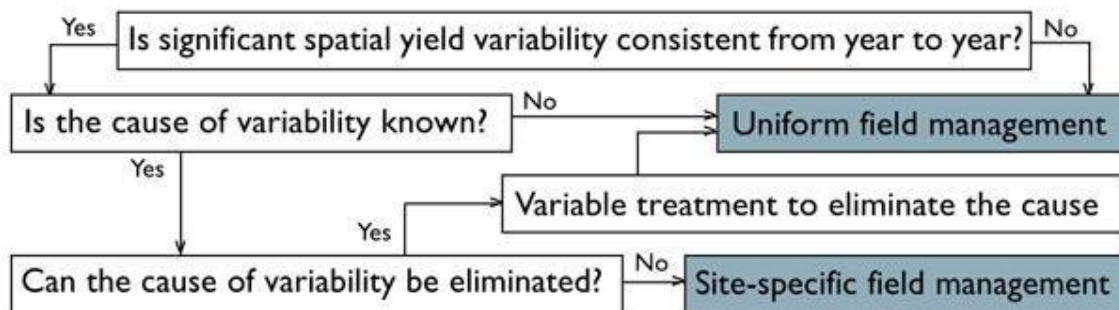 Yes
Is significant spatial yield variability consistent from year to year?
No
Is the cause of variability known?
No
Uniform field management
Yes
Variable treatment to eliminate the cause
Yes
Can the cause of variability be eliminated?
No
Site-specific field management